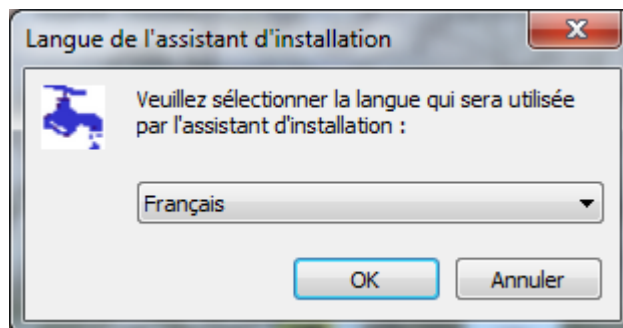 Langue de l'assistant d'installation
Veuillez sélectionner la langue qui sera utilisée
par l'assistant d'installation :
Français
OK
Annuler